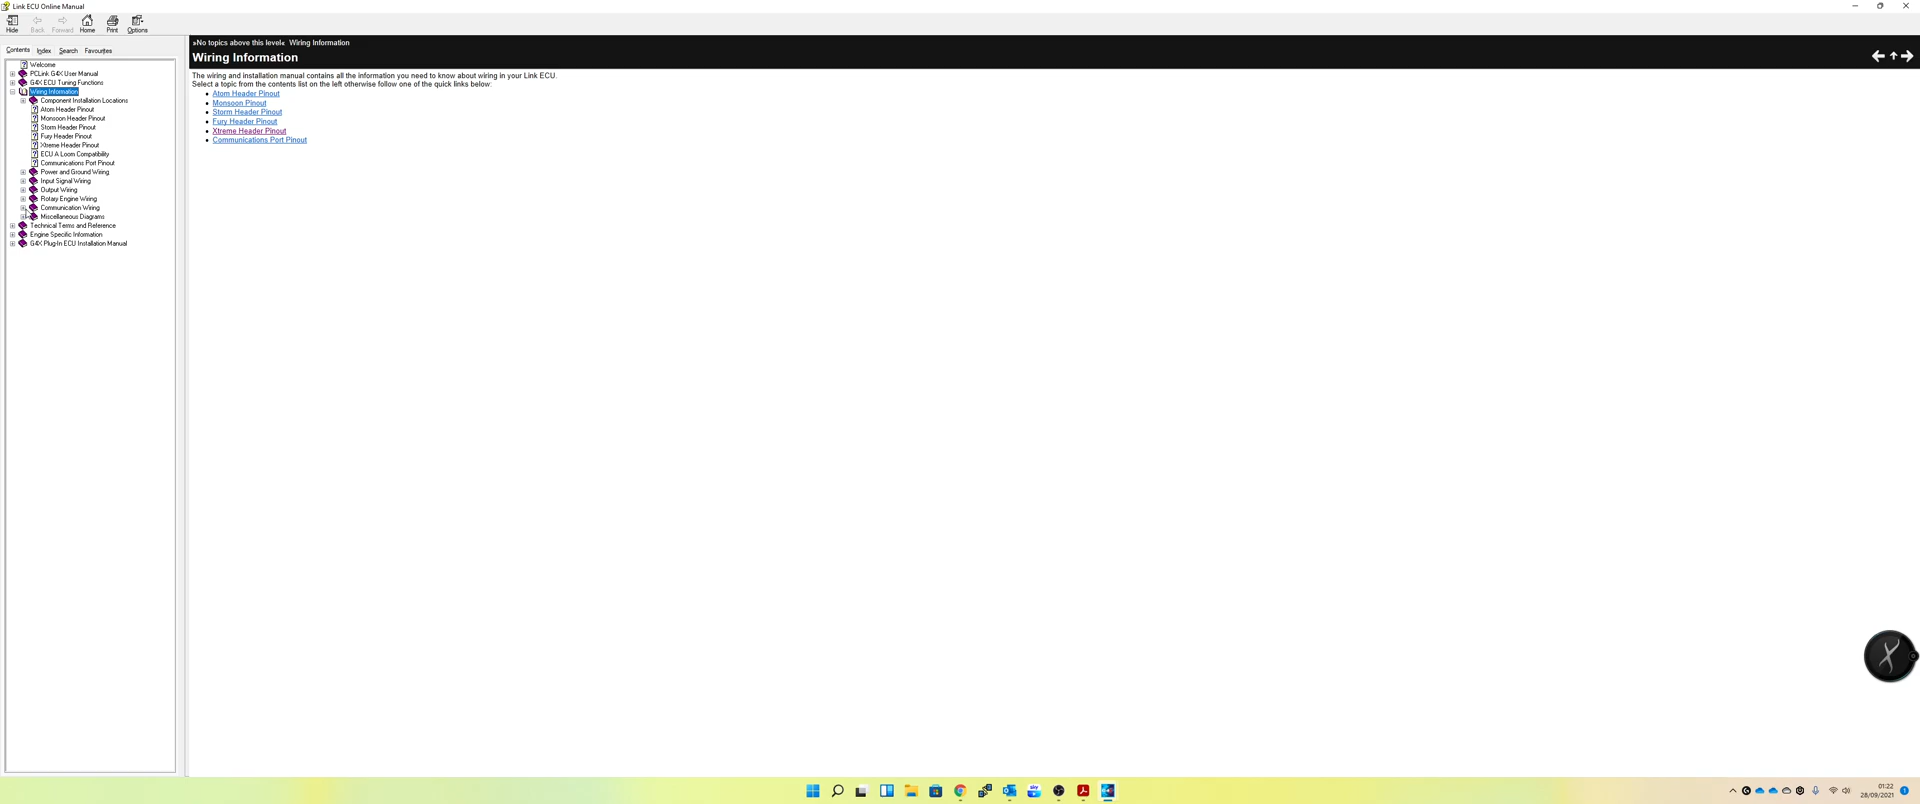 Link ECU Online Manual
Hide Back Forward Home Print Options
Contents Index Search Favourites
Welcome
PCLink G4X User Manual
G4X ECU Tuning Functions
Wiring Information
Component Installation Locations
Atom Header Pinout
Monsoon Header Pinout
Storm Header Pinout
Fury Header Pinout
Xtreme Header Pinout
ECU A Loom Compatibility
Communications Port Pinout
Power and Ground Wiring
Input Signal Wiring
Output Wiring
Rotary Engine Wiring
Communication Wiring
Miscellaneous Diagrams
Technical Terms and Reference
Engine Specific Information
G4X Plug-In ECU Installation Manual
»No topics above this level« Wiring Information
Wiring Information
The wiring and installation manual contains all the information you need to know about wiring in your Link ECU.
Select a topic from the contents list on the left otherwise follow one of the quick links below:
• Atom Header Pinout
• Monsoon Pinout
• Storm Header Pinout
• Fury Header Pinout
• Xtreme Header Pinout
• Communications Port Pinout
sky
01:22
28/09/2021
1